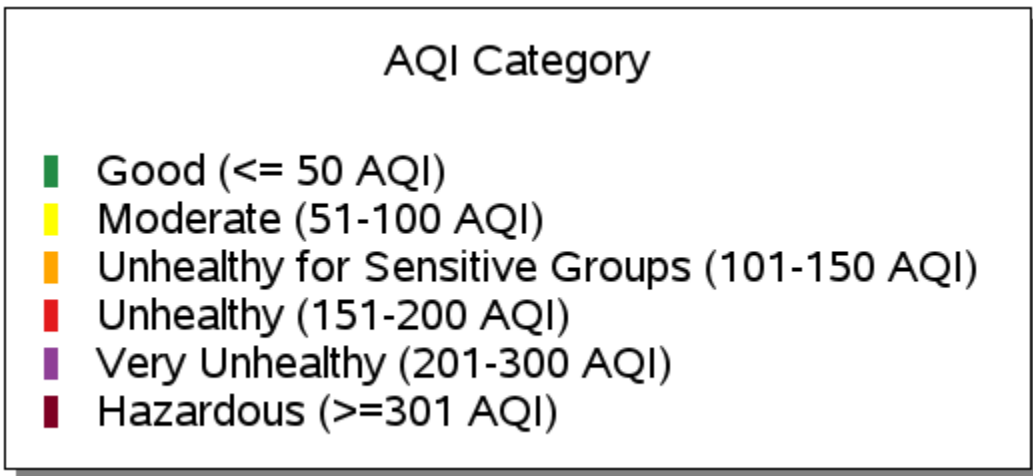 AQI Category
Good (<= 50 AQI)
Moderate (51-100 AQI)
Unhealthy for Sensitive Groups (101-150 AQI)
Unhealthy (151-200 AQI)
Very Unhealthy (201-300 AQI)
Hazardous (>=301 AQI)